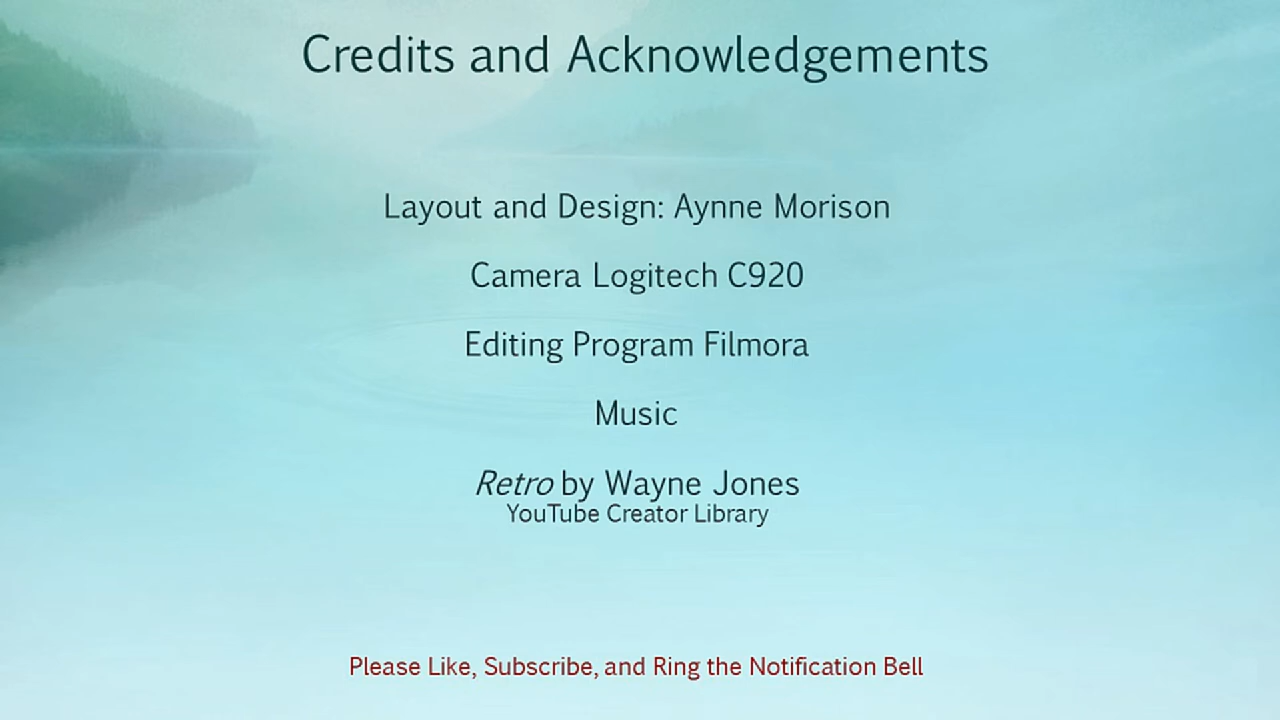 Credits and Acknowledgements
Layout and Design: Aynne Morison
Camera Logitech C920
Editing Program Filmora
Music
Retro by Wayne Jones
YouTube Creator Library
Please Like, Subscribe, and Ring the Notification Bell